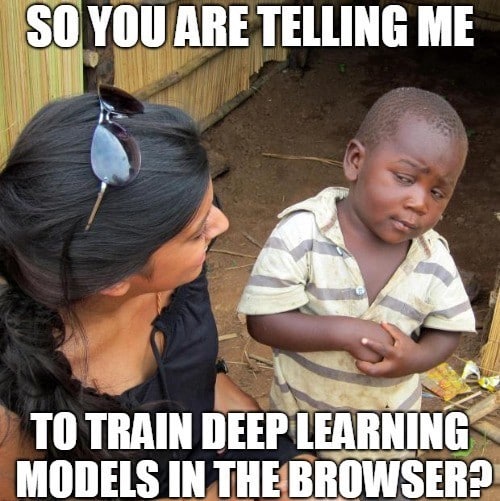 SO YOU ARE TELLING ME
TO TRAIN DEEP LEARNING
MODELS IN THE BROWSER?